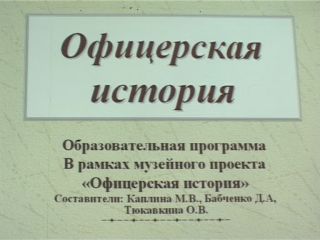 Офицерская
история
Образовательная программа
В рамках музейного проекта
«Офицерская история»
Составители: Каплина М.В., Бабченко Д.А,
Тюкавкина О.В.